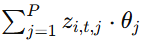 ∑_{j=1}^{P} z_{i,t,j} · θ_j